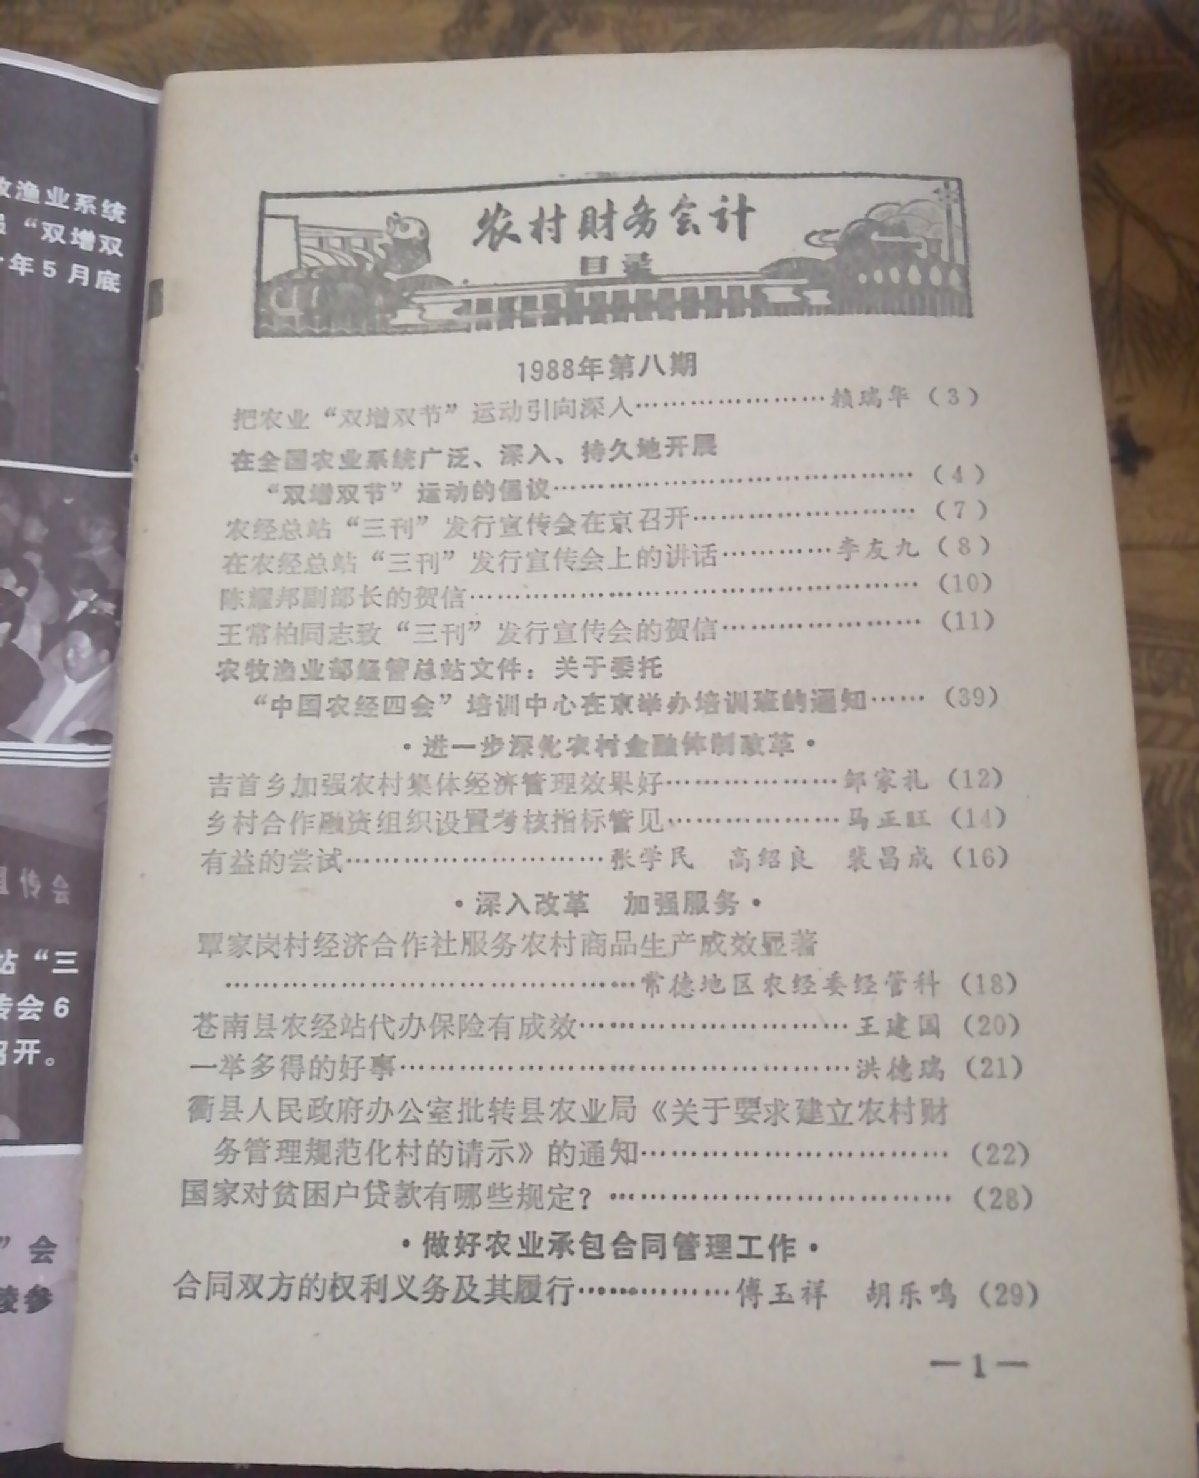 牧渔业系统
“双增双
年5月底
传会
站“三
传会6
召开。
”会
参
农村财务会计
目录
1988年第八期
把农业“双增双节”运动引向深入…………………赖瑞华（3）
在全国农业系统广泛、深入、持久地开展
“双增双节”运动的倡议……………………………………（4）
农经总站“三刊”发行宣传会在京召开……………………（7）
在农经总站“三刊”发行宣传会上的讲话…………李友九（8）
陈耀邦副部长的贺信……………………………………………（10）
王常柏同志致“三刊”发行宣传会的贺信…………………（11）
农牧渔业部经管总站文件：关于委托
“中国农经四会”培训中心在京举办培训班的通知……（39）
·进一步深化农村金融体制改革·
吉首乡加强农村集体经济管理效果好………………邹家礼（12）
乡村合作融资组织设置考核指标管见………………马正旺（14）
有益的尝试………………………张学民　高绍良　裴昌成（16）
·深入改革　加强服务·
覃家岗村经济合作社服务农村商品生产成效显著
……………………………………常德地区农经委经管科（18）
苍南县农经站代办保险有成效………………………王建国（20）
一举多得的好事…………………………………………洪德瑞（21）
衢县人民政府办公室批转县农业局《关于要求建立农村财
务管理规范化村的请示》的通知…………………………（22）
国家对贫困户贷款有哪些规定？……………………………（28）
·做好农业承包合同管理工作·
合同双方的权利义务及其履行……………傅玉祥　胡乐鸣（29）
—1—